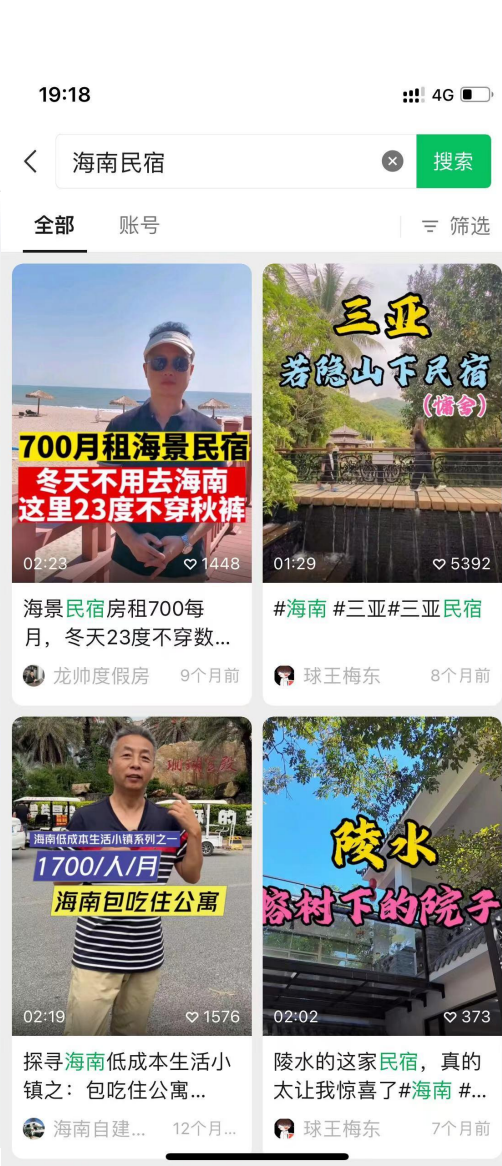 19:18
4G
海南民宿
搜索
全部
账号
筛选
700月租海景民宿
冬天不用去海南
这里23度不穿秋裤
02:23
1448
海景民宿房租700每
月，冬天23度不穿数...
龙帅度假房
9个月前
三亚
若隐山下民宿
（慵舍）
01:29
5392
#海南 #三亚#三亚民宿
球王梅东
8个月前
海南低成本生活小镇系列之一
1700/人/月
海南包吃住公寓
02:19
1576
探寻海南低成本生活小
镇之：包吃住公寓...
海南自建...
12个月...
陵水
榕树下的院子
02:02
373
陵水的这家民宿，真的
太让我惊喜了#海南 #...
球王梅东
7个月前